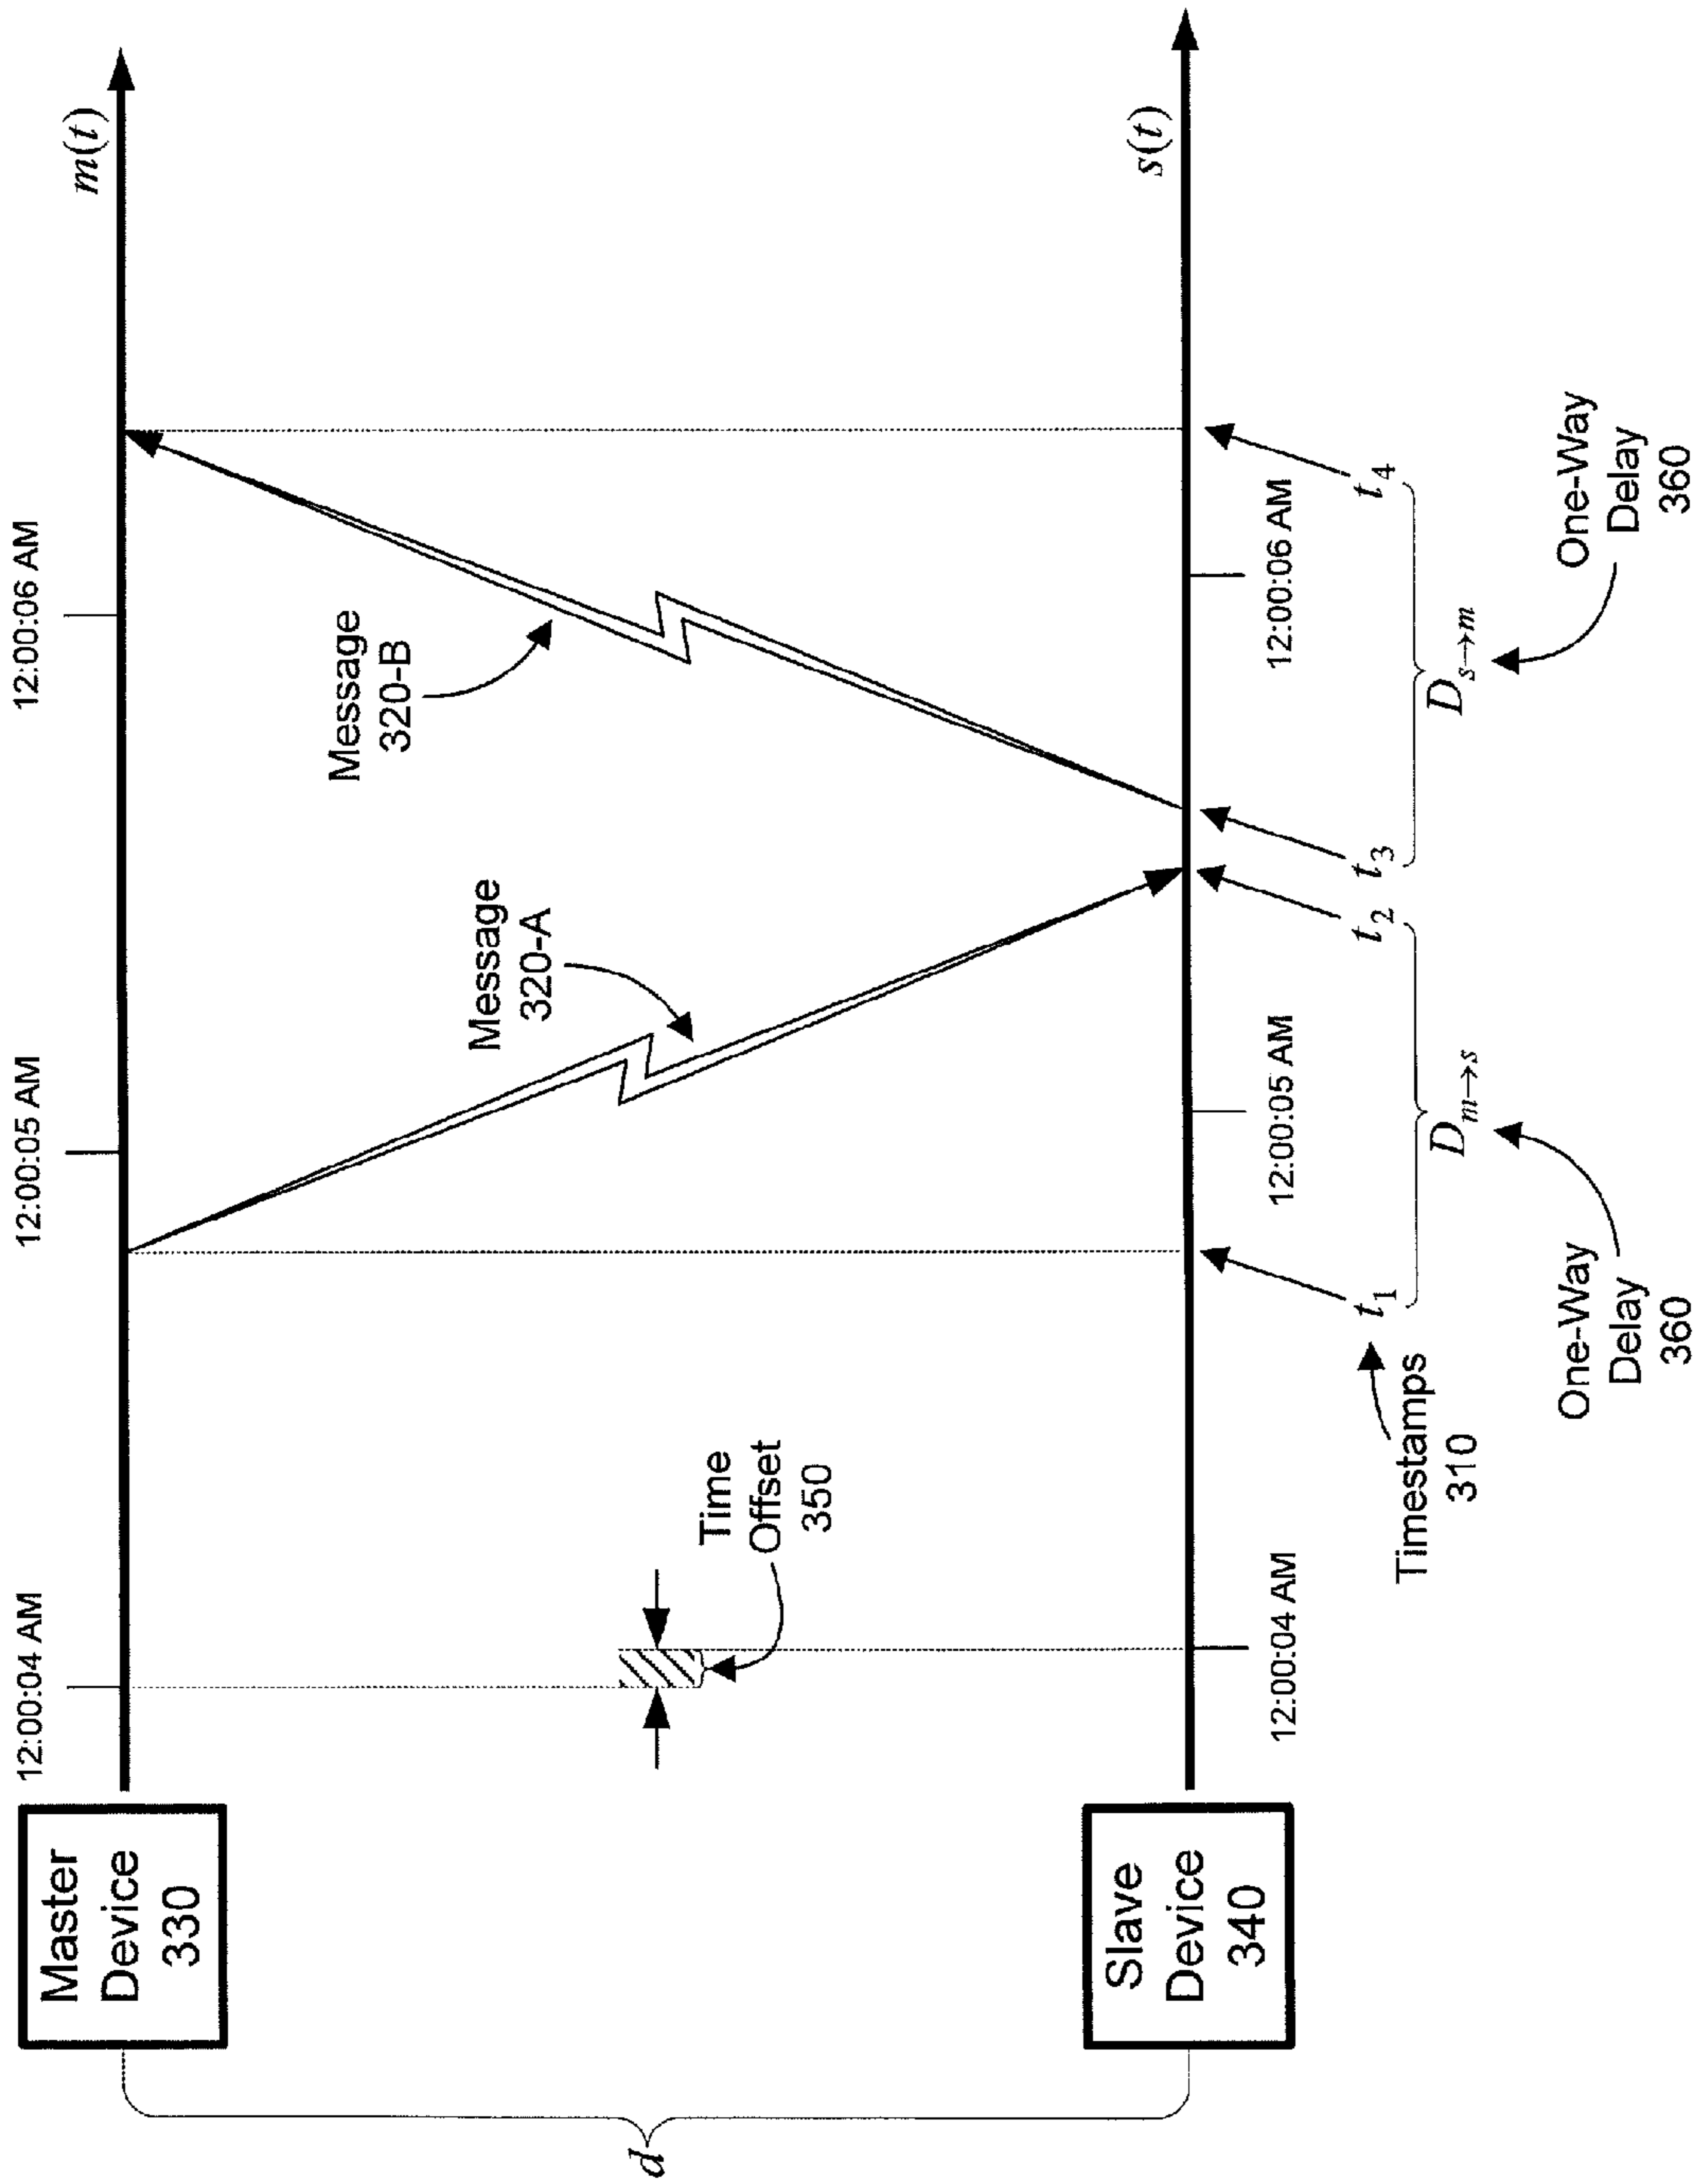 12:00:04 AM
12:00:05 AM
12:00:06 AM
m(t)
Master
Device
330
Message
320-A
Message
320-B
Time
Offset
350
d
Slave
Device
340
s(t)
12:00:04 AM
12:00:05 AM
12:00:06 AM
Timestamps
310
t1
t2
t3
t4
Dm→s
Ds→m
One-Way
Delay
360
One-Way
Delay
360